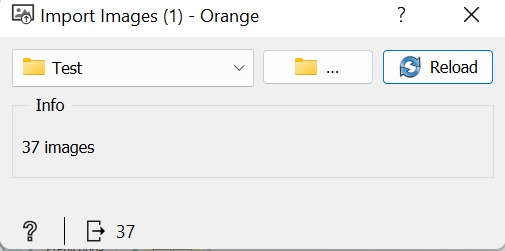 Import Images (1) - Orange ?
Test
...
Reload
Info
37 images
? 37